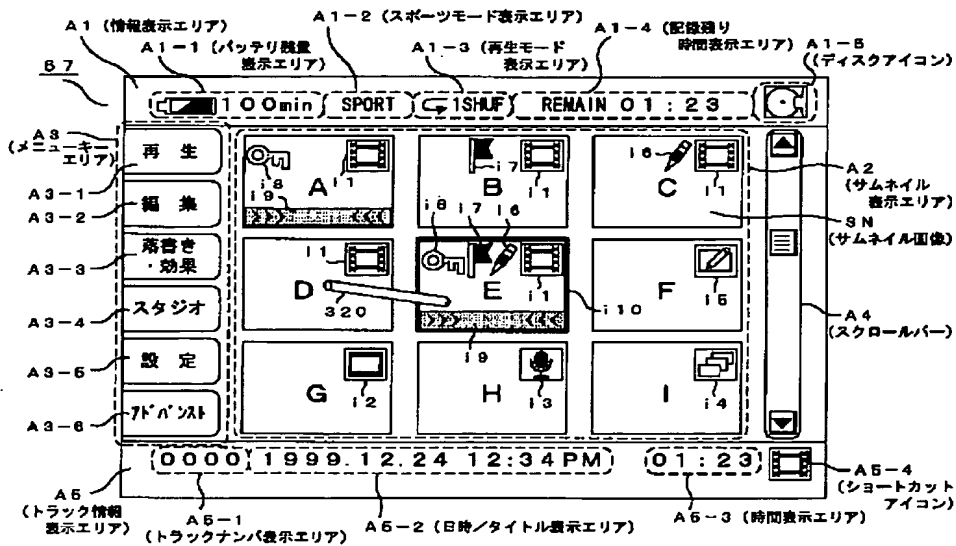 A1 (情報表示エリア)
A1-2 (スポーツモード表示エリア)
A1-4 (記録残り
時間表示エリア)
A1-1 (バッテリ残量
表示エリア)
A1-3 (再生モード
表示エリア)
A1-5
(ディスクアイコン)
67
100min
SPORT
1SHUF
REMAIN 01:23
A3
(メニューキー
エリア)
A3-1
A3-2
A3-3
A3-4
A3-5
A3-6
再 生
編 集
落書き
・効果
スタジオ
設 定
アドバンスト
i8
A
i1
i9
B
i7
i1
i6
C
i1
D
i1
320
i8
i7
i6
E
i1
i9
i10
F
i5
G
i2
H
i3
I
i4
A2
(サムネイル
表示エリア)
SN
(サムネイル画像)
A4
(スクロールバー)
0000
1999.12.24 12:34PM
01:23
A5
(トラック情報
表示エリア)
A5-1
(トラックナンバ表示エリア)
A5-2 (日時/タイトル表示エリア)
A5-3 (時間表示エリア)
A5-4
(ショートカット
アイコン)